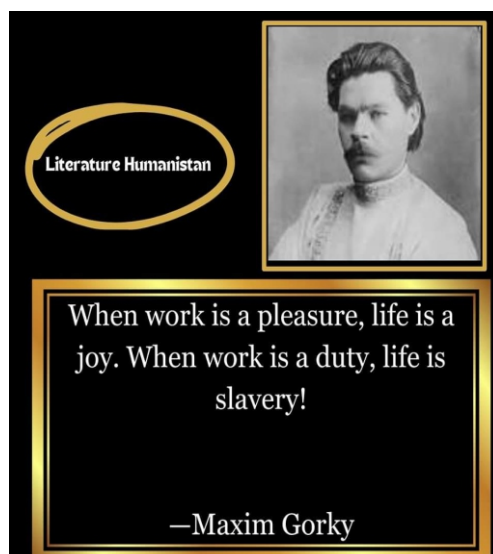 Literature Humanistan
When work is a pleasure, life is a
joy. When work is a duty, life is
slavery!
—Maxim Gorky